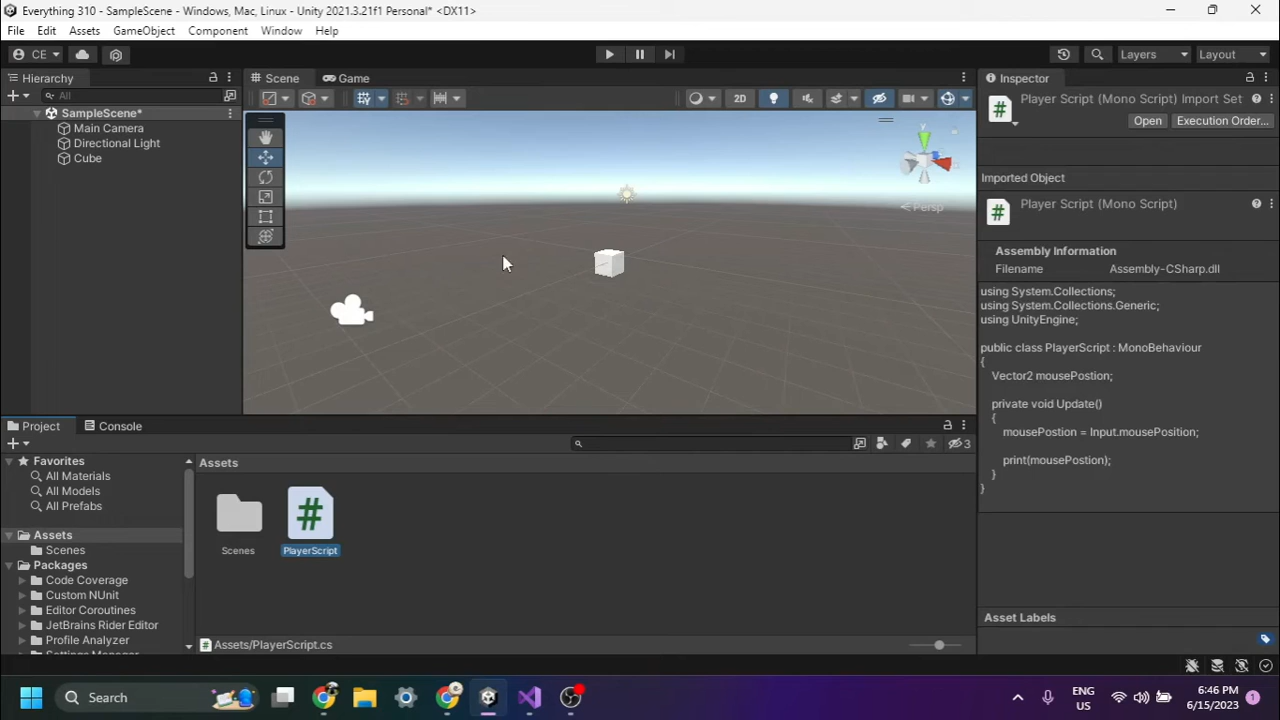 Everything 310 - SampleScene - Windows, Mac, Linux - Unity 2021.3.21f1 Personal* <DX11>
File Edit Assets GameObject Component Window Help
CE Layers Layout
Hierarchy
All
SampleScene*
Main Camera
Directional Light
Cube
Scene Game
2D
Persp
Inspector
Player Script (Mono Script) Import Set
Open Execution Order...
Imported Object
Player Script (Mono Script)
Assembly Information
Filename Assembly-CSharp.dll
using System.Collections;
using System.Collections.Generic;
using UnityEngine;
public class PlayerScript : MonoBehaviour
{
Vector2 mousePostion;
private void Update()
{
mousePostion = Input.mousePosition;
print(mousePostion);
}
}
Asset Labels
Project Console
3
Favorites
All Materials
All Models
All Prefabs
Assets
Scenes
Packages
Code Coverage
Custom NUnit
Editor Coroutines
JetBrains Rider Editor
Profile Analyzer
Settings Manager
Assets
Scenes PlayerScript
Assets/PlayerScript.cs
Search
ENG
US
6:46 PM
6/15/2023
1